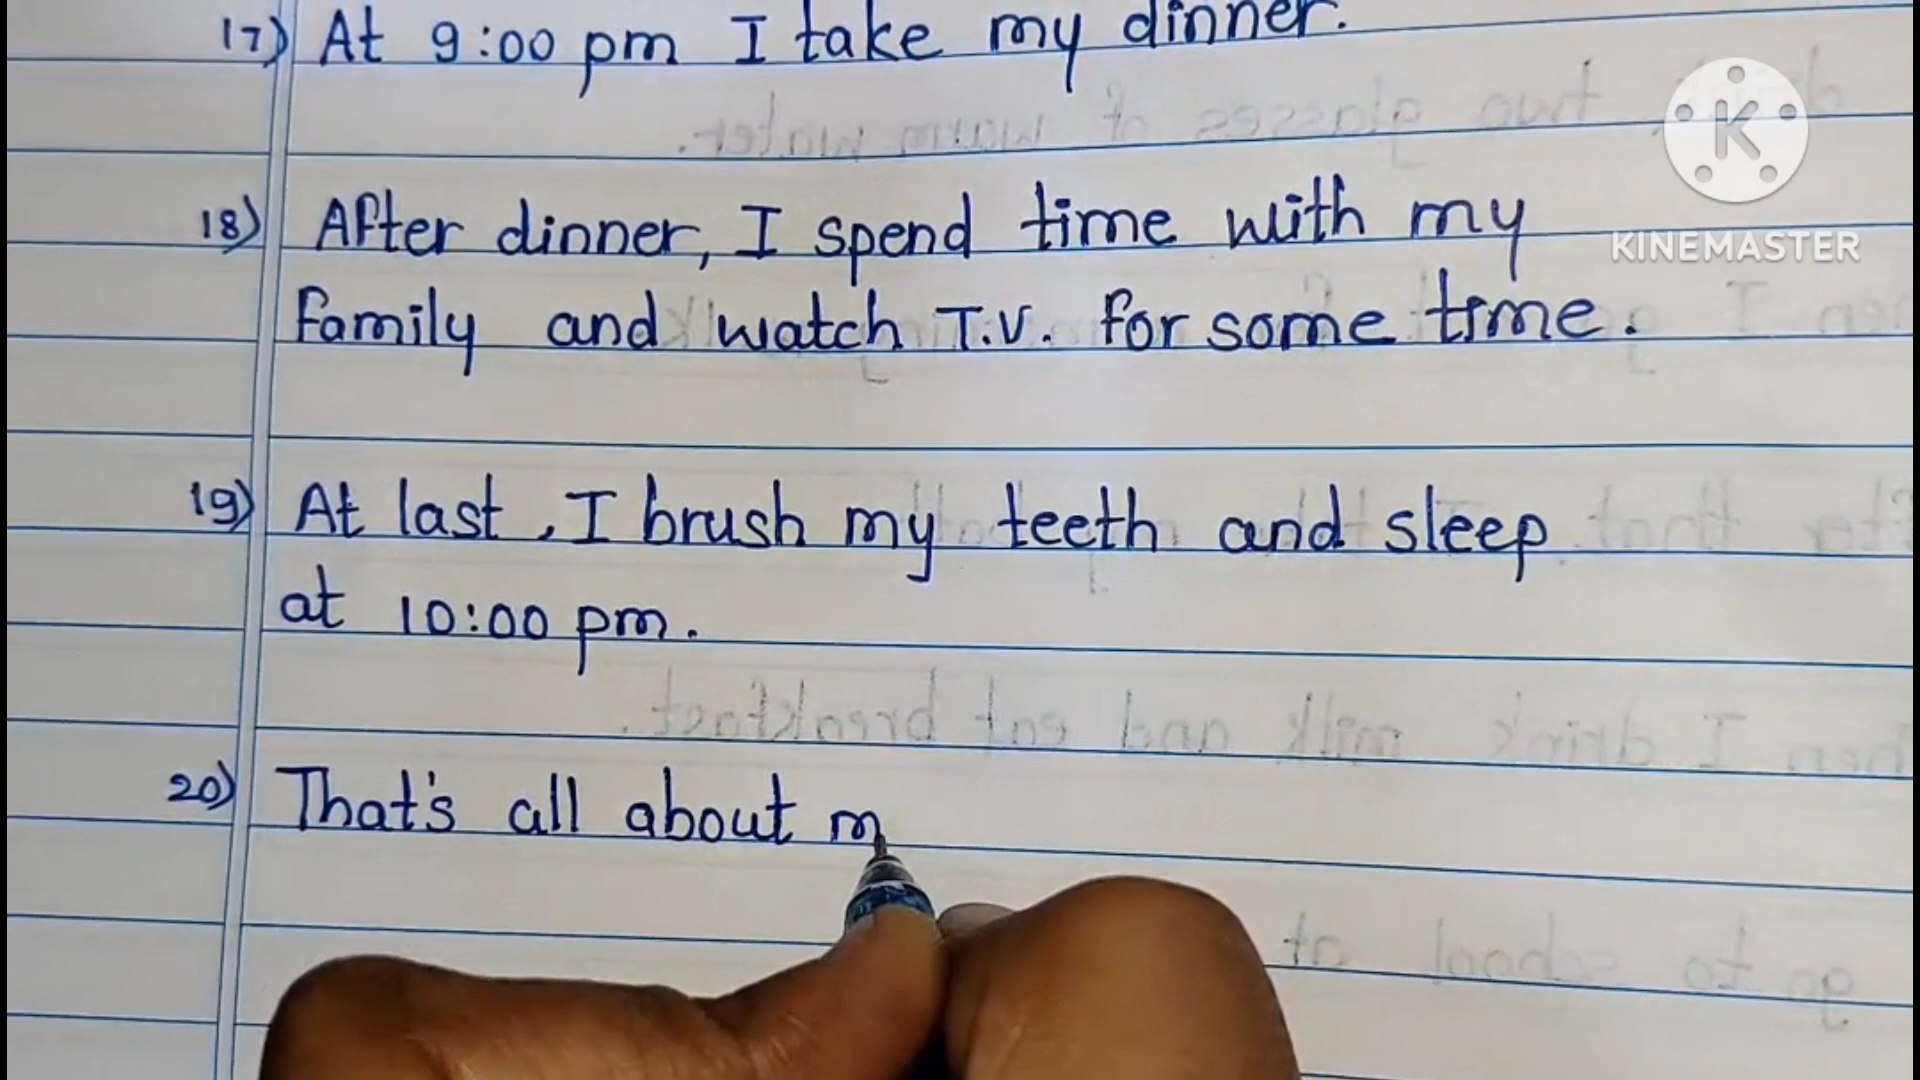 17) At 9:00 pm I take my dinner.
18) After dinner, I spend time with my
family and watch T.V. for some time.
19) At last, I brush my teeth and sleep
at 10:00 pm.
20) That's all about m
K
KINEMASTER